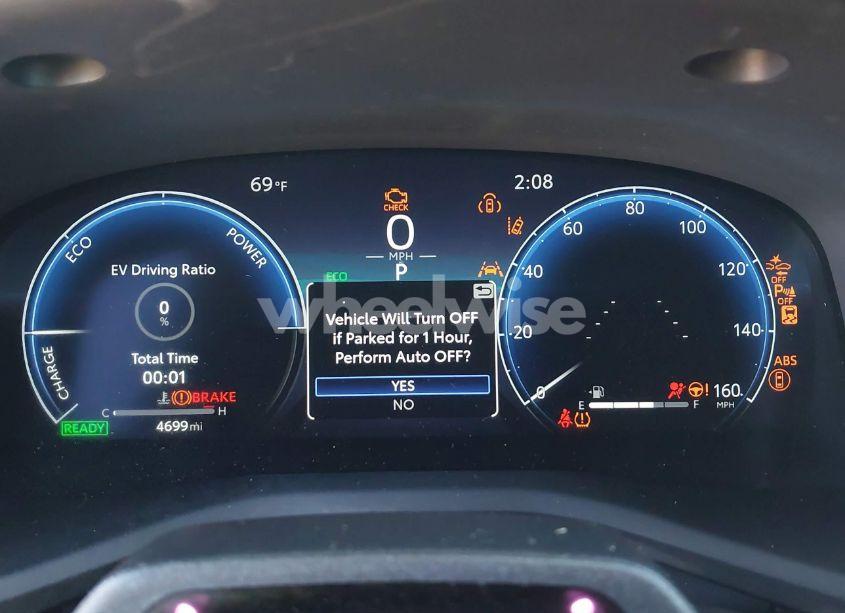 69°F
2:08
CHECK
0
MPH
P
ECO
POWER
CHARGE
EV Driving Ratio
0
%
Total Time
00:01
BRAKE
C
H
READY
4699 mi
ECO
wheelwise
Vehicle Will Turn OFF
if Parked for 1 Hour,
Perform Auto OFF?
YES
NO
0
20
40
60
80
100
120
140
160
MPH
E
F
OFF
P
OFF
ABS